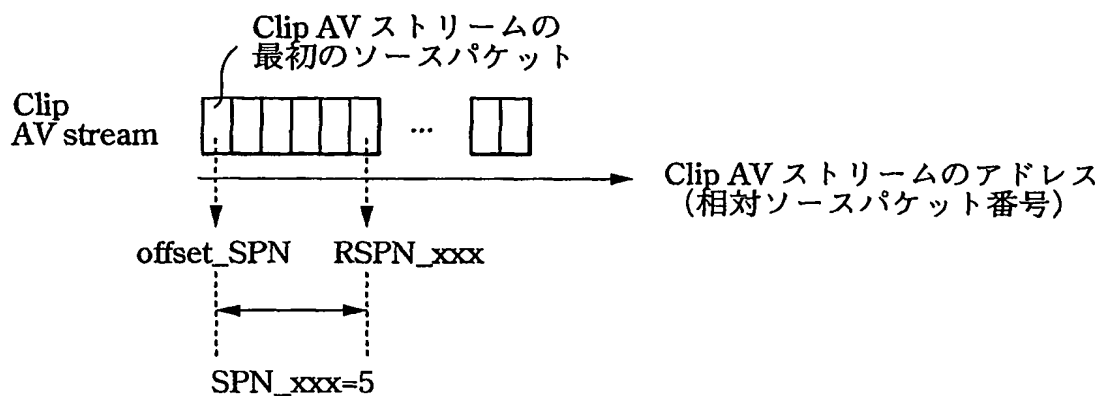 Clip AV ストリームの
最初のソースパケット
Clip
AV stream
...
Clip AV ストリームのアドレス
(相対ソースパケット番号)
offset_SPN RSPN_xxx
SPN_xxx=5